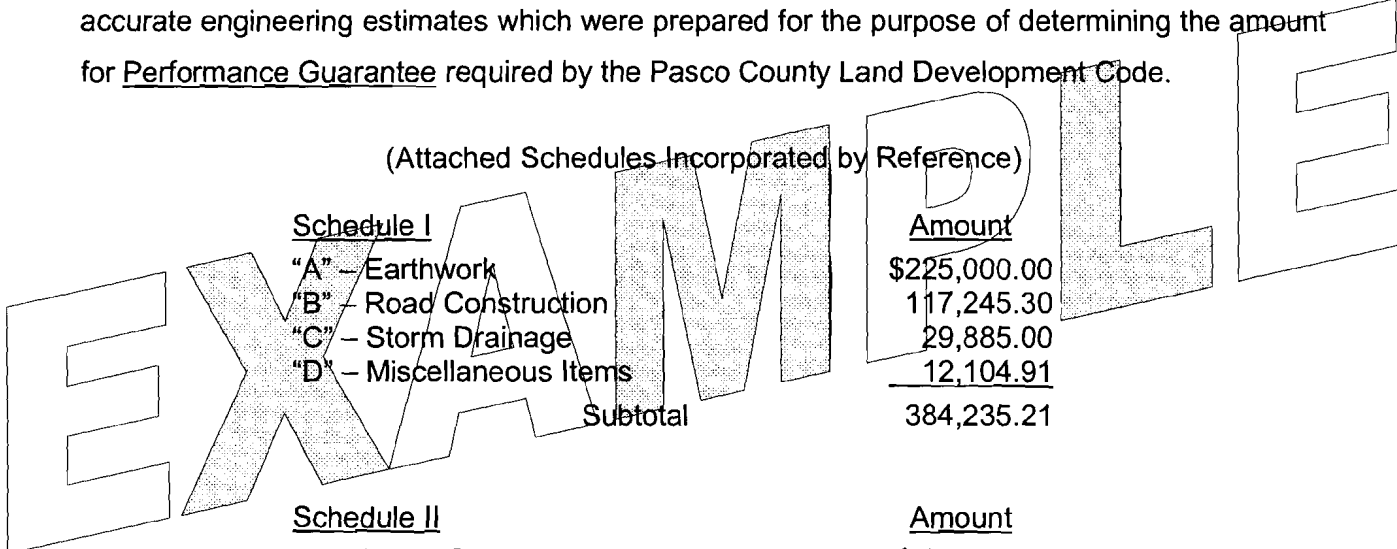 accurate engineering estimates which were prepared for the purpose of determining the amount
for Performance Guarantee required by the Pasco County Land Development Code.
(Attached Schedules Incorporated by Reference)
Schedule I Amount
"A" – Earthwork $225,000.00
"B" – Road Construction 117,245.30
"C" – Storm Drainage 29,885.00
"D" – Miscellaneous Items 12,104.91
Subtotal 384,235.21
Schedule II Amount
EXAMPLE